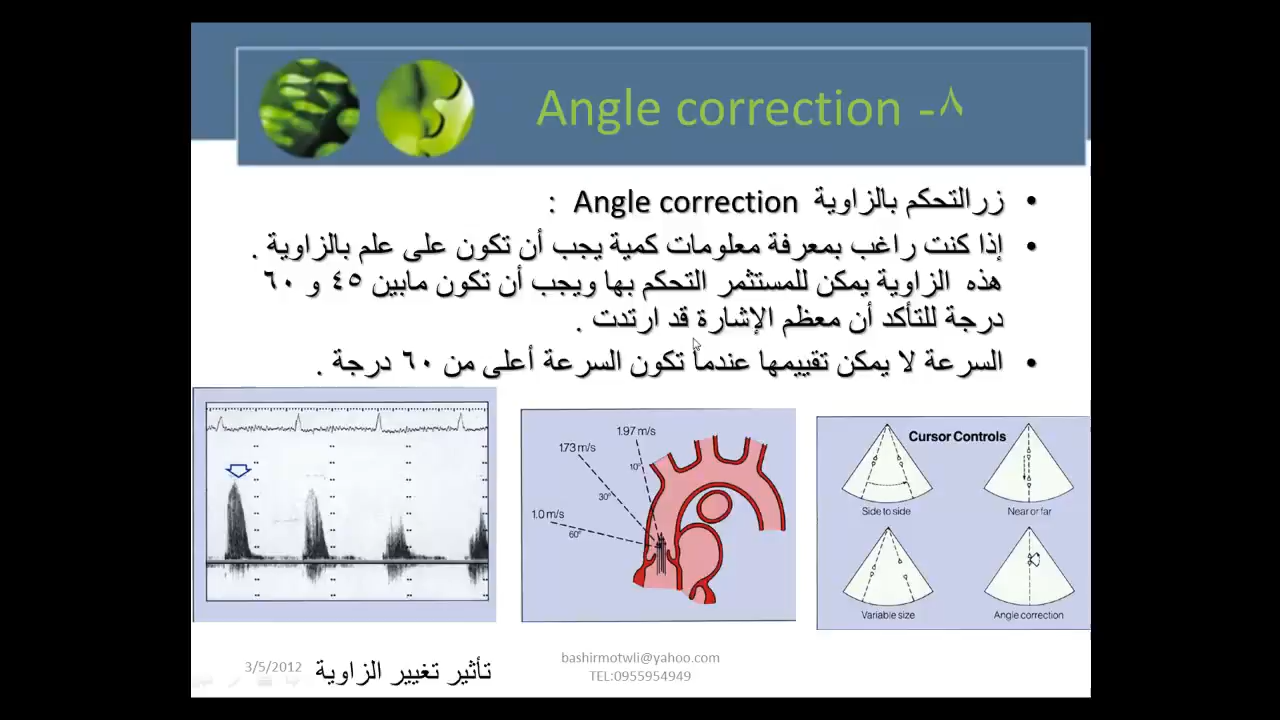 ٨- Angle correction
• زرالتحكم بالزاوية Angle correction :
• إذا كنت راغب بمعرفة معلومات كمية يجب أن تكون على علم بالزاوية .
هذه الزاوية يمكن للمستثمر التحكم بها ويجب أن تكون مابين ٤٥ و ٦٠
درجة للتأكد أن معظم الإشارة قد ارتدت .
• السرعة لا يمكن تقييمها عندما تكون السرعة أعلى من ٦٠ درجة .
Cursor Controls
Side to side
Near or far
Variable size
Angle correction
1.97 m/s
1.73 m/s
10°
30°
1.0 m/s
60°
تأثير تغيير الزاوية
3/5/2012
bashirmotwli@yahoo.com
TEL:0955954949